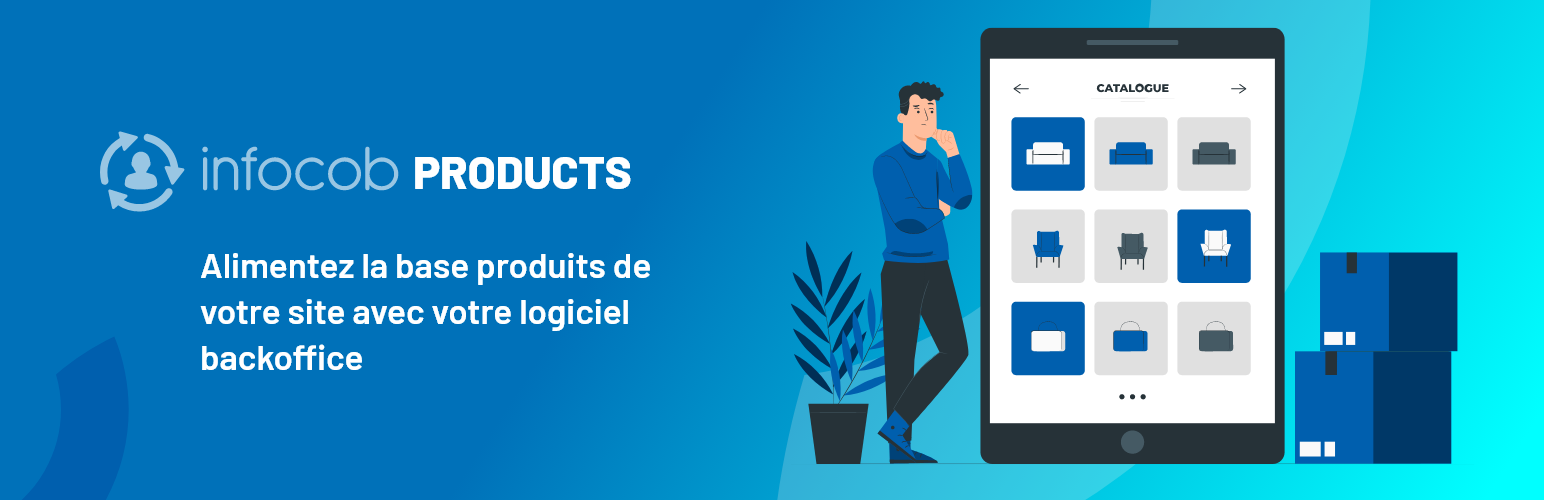 infocob PRODUCTS
Alimentez la base produits de
votre site avec votre logiciel
backoffice
CATALOGUE